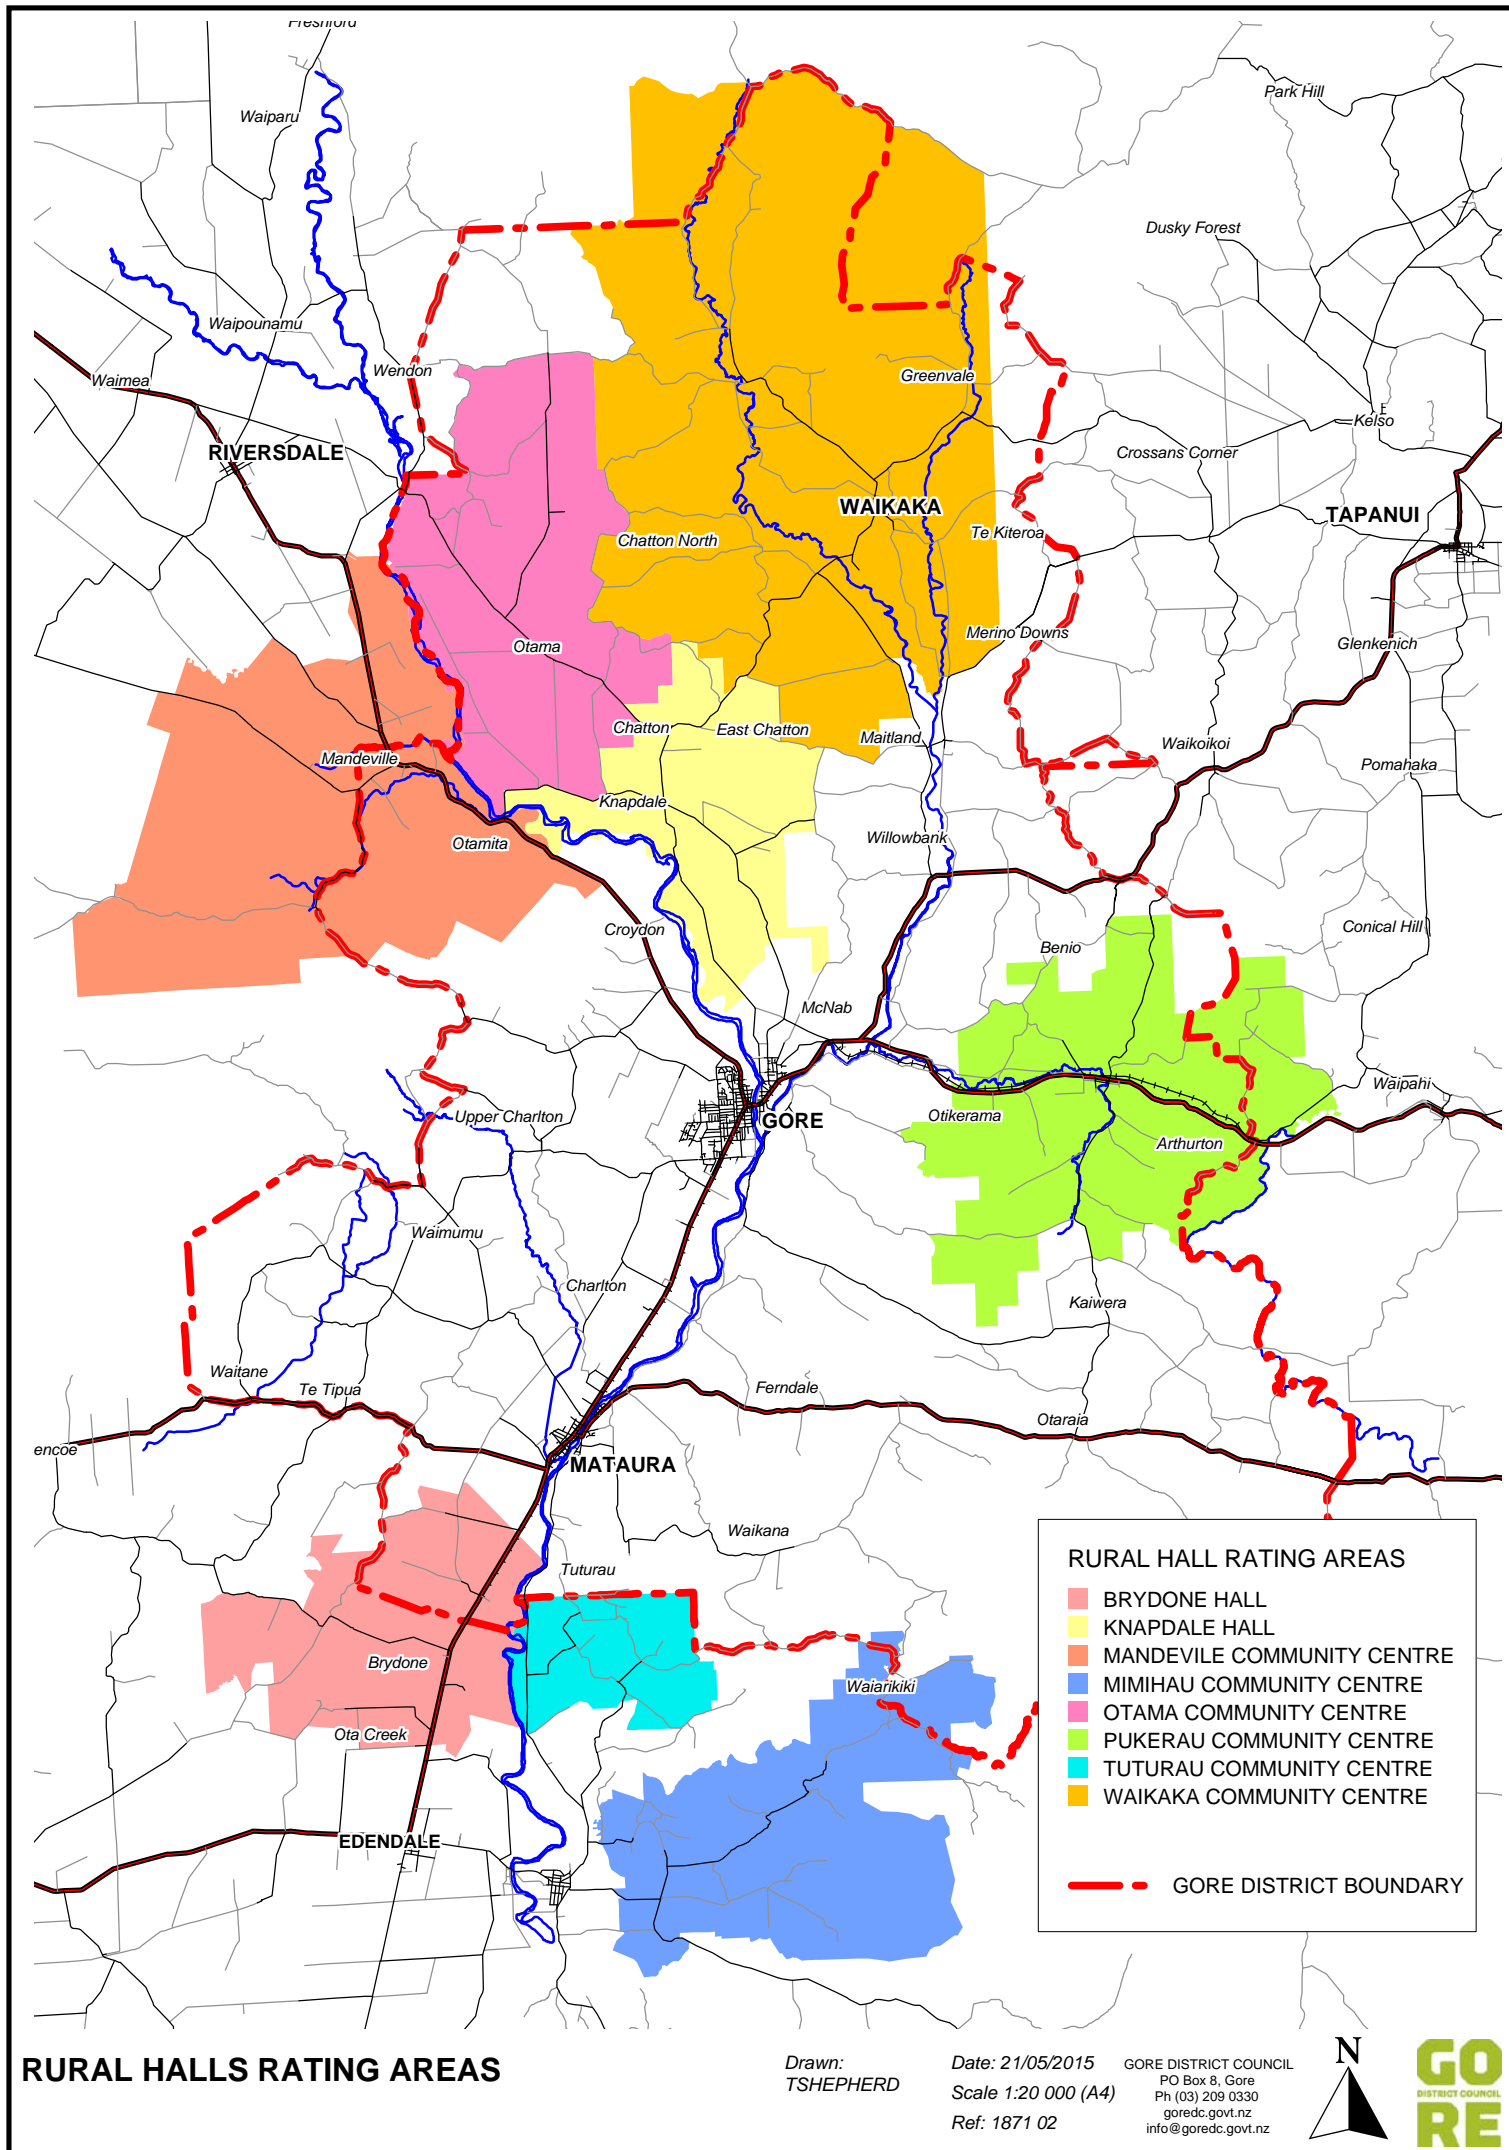 Freshford
Park Hill
Waiparu
Dusky Forest
Waipounamu
Wendon
Waimea
Greenvale
Kelso
RIVERSDALE
Crossans Corner
WAIKAKA
TAPANUI
Chatton North
Te Kiteroa
Merino Downs
Otama
Glenkenich
Chatton
East Chatton
Maitland
Waikoikoi
Mandeville
Pomahaka
Knapdale
Otamita
Willowbank
Croydon
Benio
Conical Hill
McNab
Waipahi
Upper Charlton
GORE
Otikerama
Arthurton
Waimumu
Charlton
Kaiwera
Waitane
Te Tipua
Ferndale
Otaraia
encoe
MATAURA
Waikana
Tuturau
Brydone
Waiarikiki
Ota Creek
EDENDALE
RURAL HALL RATING AREAS
BRYDONE HALL
KNAPDALE HALL
MANDEVILE COMMUNITY CENTRE
MIMIHAU COMMUNITY CENTRE
OTAMA COMMUNITY CENTRE
PUKERAU COMMUNITY CENTRE
TUTURAU COMMUNITY CENTRE
WAIKAKA COMMUNITY CENTRE
GORE DISTRICT BOUNDARY
RURAL HALLS RATING AREAS
Drawn:
TSHEPHERD
Date: 21/05/2015
Scale 1:20 000 (A4)
Ref: 1871 02
GORE DISTRICT COUNCIL
PO Box 8, Gore
Ph (03) 209 0330
goredc.govt.nz
info@goredc.govt.nz
N
GO
DISTRICT COUNCIL
RE